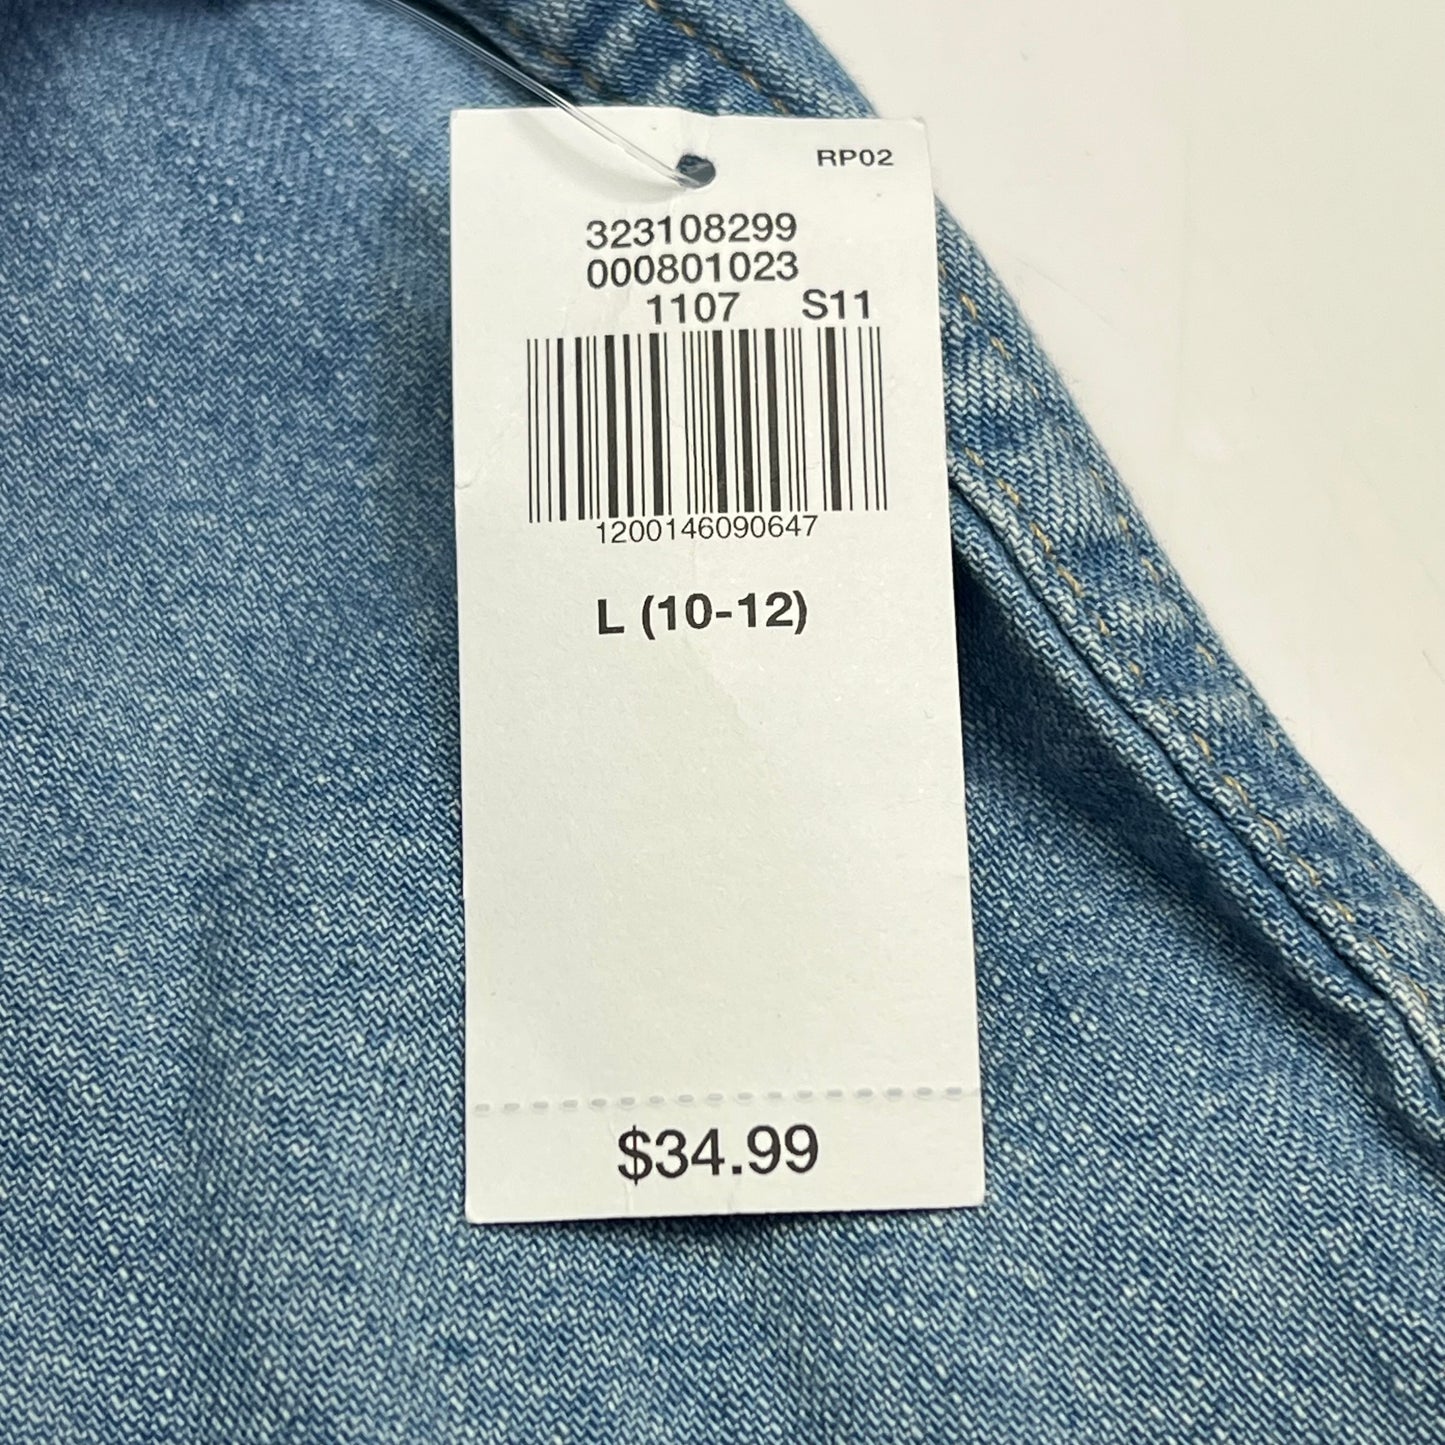 RP02
323108299
000801023
1107 S11
1200146090647
L (10-12)
$34.99